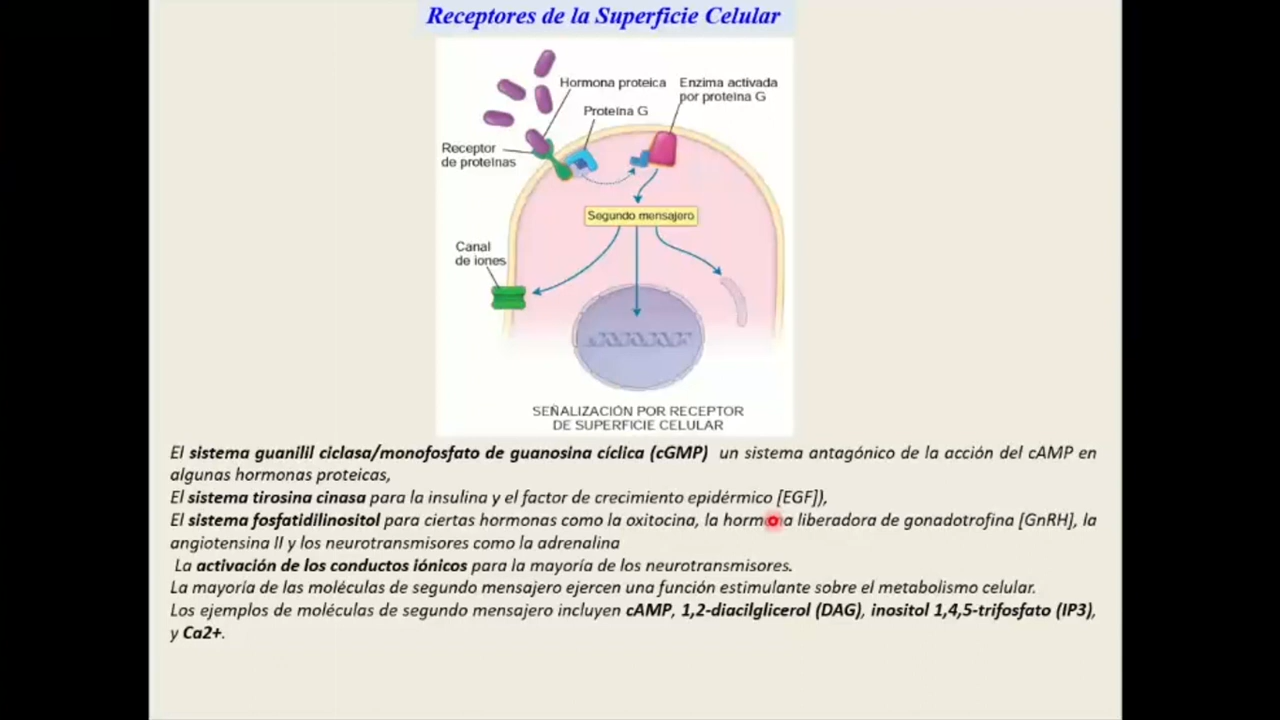 Receptores de la Superficie Celular
Hormona proteica
Enzima activada
por proteína G
Proteína G
Receptor
de proteínas
Segundo mensajero
Canal
de iones
SEÑALIZACIÓN POR RECEPTOR
DE SUPERFICIE CELULAR
El sistema guanilil ciclasa/monofosfato de guanosina cíclica (cGMP) un sistema antagónico de la acción del cAMP en
algunas hormonas proteicas,
El sistema tirosina cinasa para la insulina y el factor de crecimiento epidérmico [EGF]),
El sistema fosfatidilinositol para ciertas hormonas como la oxitocina, la hormona liberadora de gonadotrofina [GnRH], la
angiotensina II y los neurotransmisores como la adrenalina
La activación de los conductos iónicos para la mayoría de los neurotransmisores.
La mayoría de las moléculas de segundo mensajero ejercen una función estimulante sobre el metabolismo celular.
Los ejemplos de moléculas de segundo mensajero incluyen cAMP, 1,2-diacilglicerol (DAG), inositol 1,4,5-trifosfato (IP3),
y Ca2+.